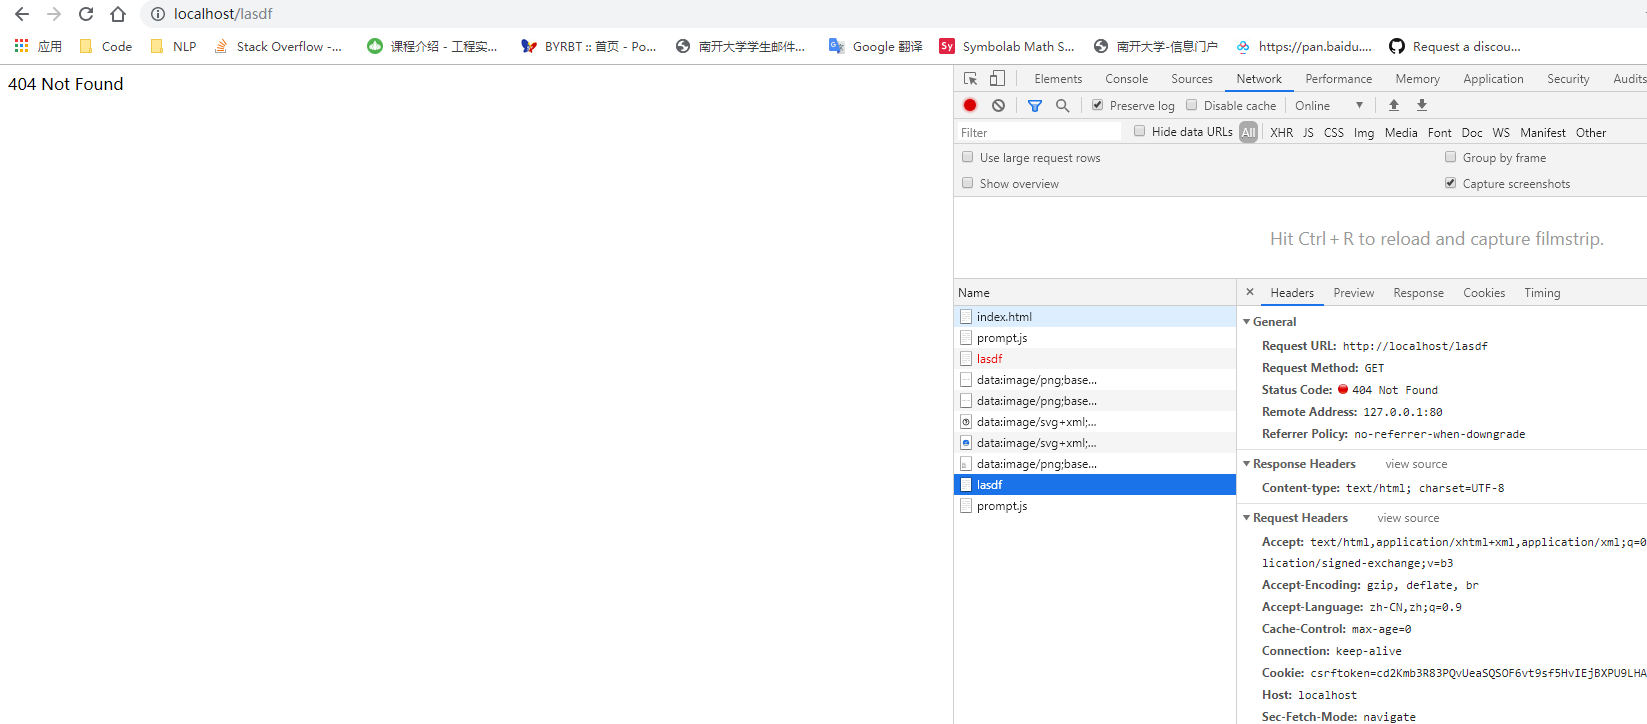 localhost/lasdf
应用 Code NLP Stack Overflow -... 课程介绍 - 工程实... BYRBT :: 首页 - Po... 南开大学学生邮件... Google 翻译 Symbolab Math S... 南开大学-信息门户 https://pan.baidu.... Request a discou...
404 Not Found
Elements Console Sources Network Performance Memory Application Security Audits
Preserve log Disable cache Online
Filter Hide data URLs All XHR JS CSS Img Media Font Doc WS Manifest Other
Use large request rows Group by frame
Show overview Capture screenshots
Hit Ctrl + R to reload and capture filmstrip.
Name
index.html
prompt.js
lasdf
data:image/png;base...
data:image/png;base...
data:image/svg+xml;...
data:image/svg+xml;...
data:image/png;base...
lasdf
prompt.js
× Headers Preview Response Cookies Timing
General
Request URL: http://localhost/lasdf
Request Method: GET
Status Code: 404 Not Found
Remote Address: 127.0.0.1:80
Referrer Policy: no-referrer-when-downgrade
Response Headers view source
Content-type: text/html; charset=UTF-8
Request Headers view source
Accept: text/html,application/xhtml+xml,application/xml;q=0
lication/signed-exchange;v=b3
Accept-Encoding: gzip, deflate, br
Accept-Language: zh-CN,zh;q=0.9
Cache-Control: max-age=0
Connection: keep-alive
Cookie: csrftoken=cd2Kmb3R83PQvUeaSQSOF6vt9sf5HvIEjBXPU9LHA
Host: localhost
Sec-Fetch-Mode: navigate